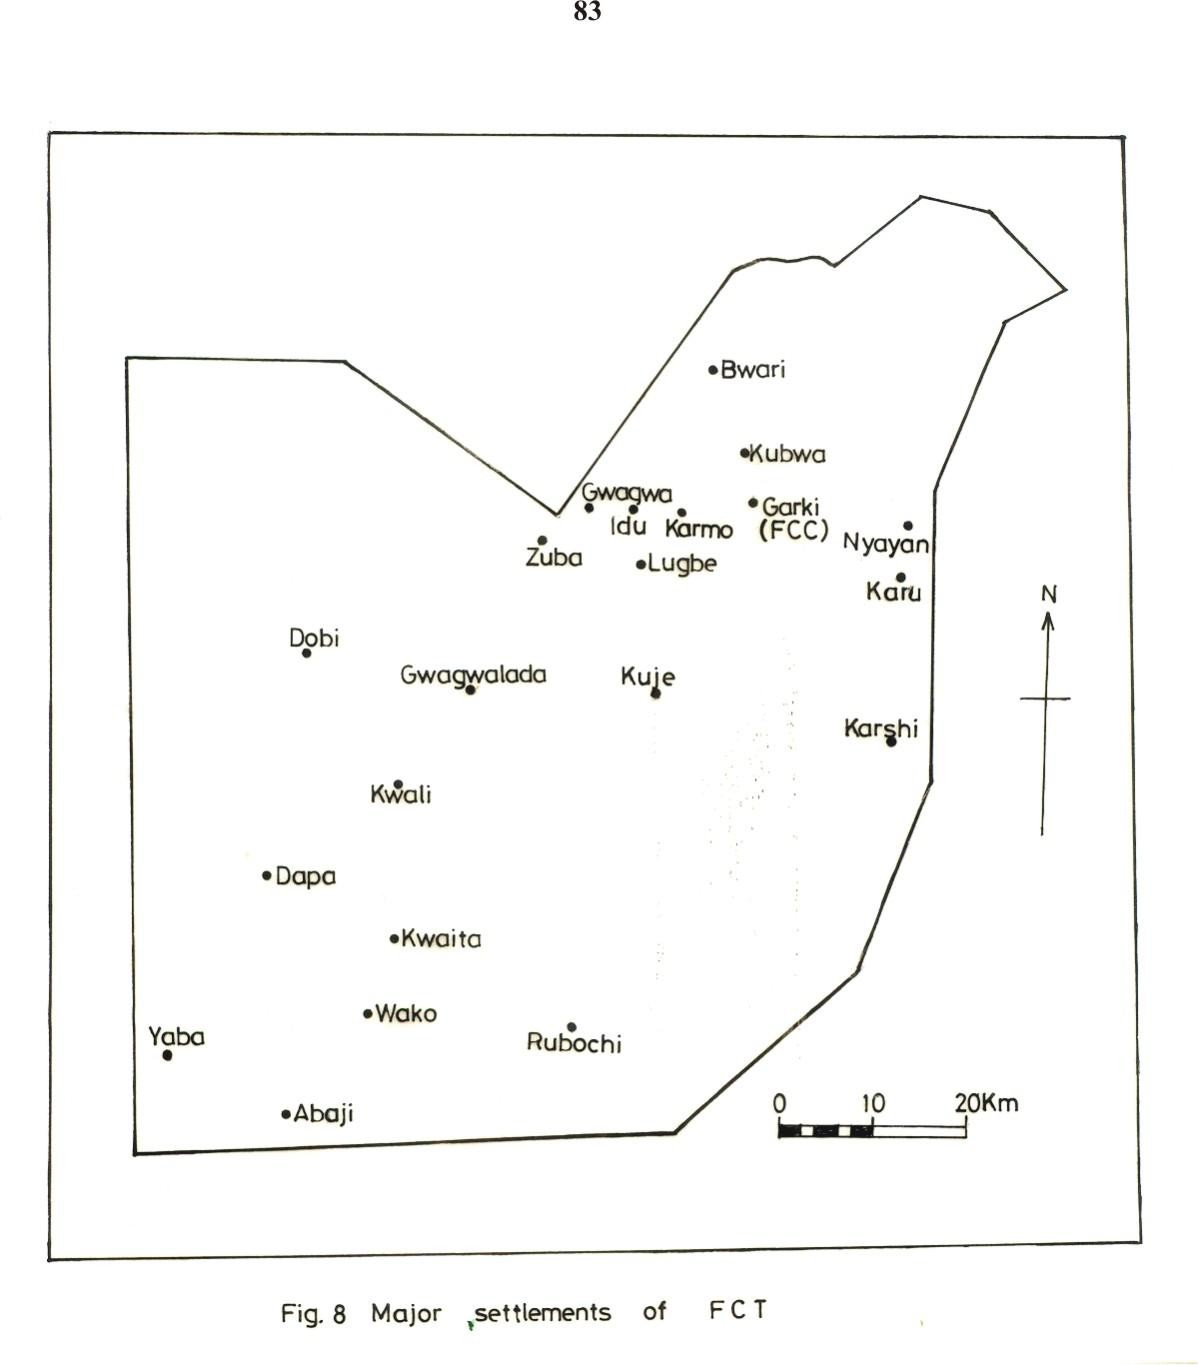 83
Bwari
Kubwa
Gwagwa
Garki
Idu
Karmo
(FCC)
Nyayan
Zuba
Lugbe
Karu
N
Dobi
Gwagwalada
Kuje
Karshi
Kwali
Dapa
Kwaita
Wako
Yaba
Rubochi
0 10 20Km
Abaji
Fig. 8 Major settlements of FCT